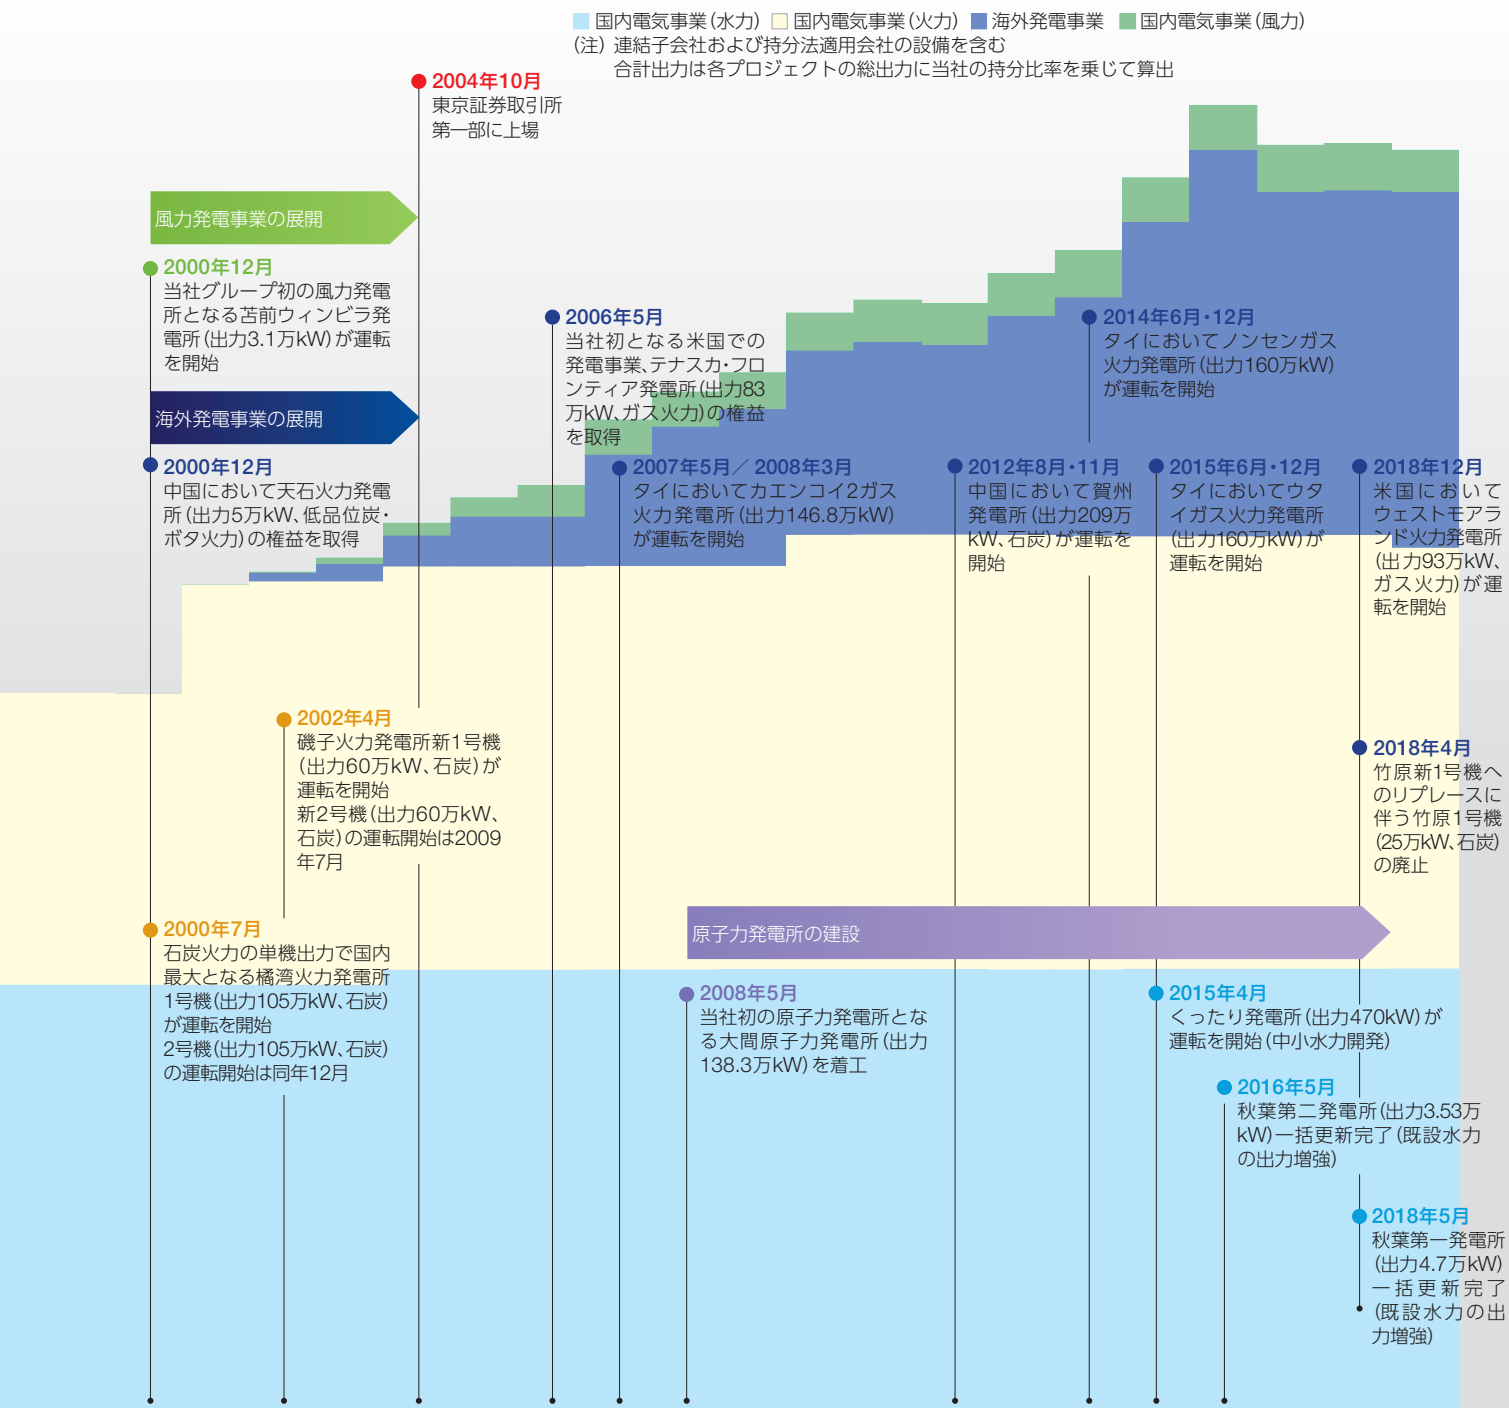 国内電気事業(水力) 国内電気事業(火力) 海外発電事業 国内電気事業(風力)
(注) 連結子会社および持分法適用会社の設備を含む
合計出力は各プロジェクトの総出力に当社の持分比率を乗じて算出
2004年10月
東京証券取引所
第一部に上場
風力発電事業の展開
2000年12月
当社グループ初の風力発電
所となる苫前ウィンビラ発
電所(出力3.1万kW)が運転
を開始
海外発電事業の展開
2000年12月
中国において天石火力発電
所(出力5万kW、低品位炭・
ボタ火力)の権益を取得
2006年5月
当社初となる米国での
発電事業、テナスカ・フロ
ンティア発電所(出力83
万kW、ガス火力)の権益
を取得
2007年5月／2008年3月
タイにおいてカエンコイ2ガス
火力発電所(出力146.8万kW)
が運転を開始
2014年6月・12月
タイにおいてノンセンガス
火力発電所(出力160万kW)
が運転を開始
2012年8月・11月
中国において賀州
発電所(出力209万
kW、石炭)が運転を
開始
2015年6月・12月
タイにおいてウタ
イガス火力発電所
(出力160万kW)が
運転を開始
2018年12月
米国において
ウェストモアラ
ンド火力発電所
(出力93万kW、
ガス火力)が運
転を開始
2002年4月
磯子火力発電所新1号機
(出力60万kW、石炭)が
運転を開始
新2号機(出力60万kW、
石炭)の運転開始は2009
年7月
2018年4月
竹原新1号機へ
のリプレースに
伴う竹原1号機
(25万kW、石炭)
の廃止
2000年7月
石炭火力の単機出力で国内
最大となる橘湾火力発電所
1号機(出力105万kW、石炭)
が運転を開始
2号機(出力105万kW、石炭)
の運転開始は同年12月
原子力発電所の建設
2008年5月
当社初の原子力発電所とな
る大間原子力発電所(出力
138.3万kW)を着工
2015年4月
くったり発電所(出力470kW)が
運転を開始(中小水力開発)
2016年5月
秋葉第二発電所(出力3.53万
kW)一括更新完了(既設水力
の出力増強)
2018年5月
秋葉第一発電所
(出力4.7万kW)
一括更新完了
(既設水力の出
力増強)